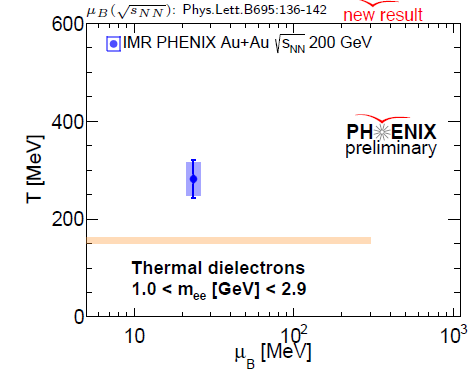 μ_B(√s_NN): Phys.Lett.B695:136-142
new result
IMR PHENIX Au+Au √s_NN 200 GeV
PHENIX
preliminary
Thermal dielectrons
1.0 < m_ee [GeV] < 2.9
T [MeV]
600
400
200
0
10
10²
10³
μ_B [MeV]